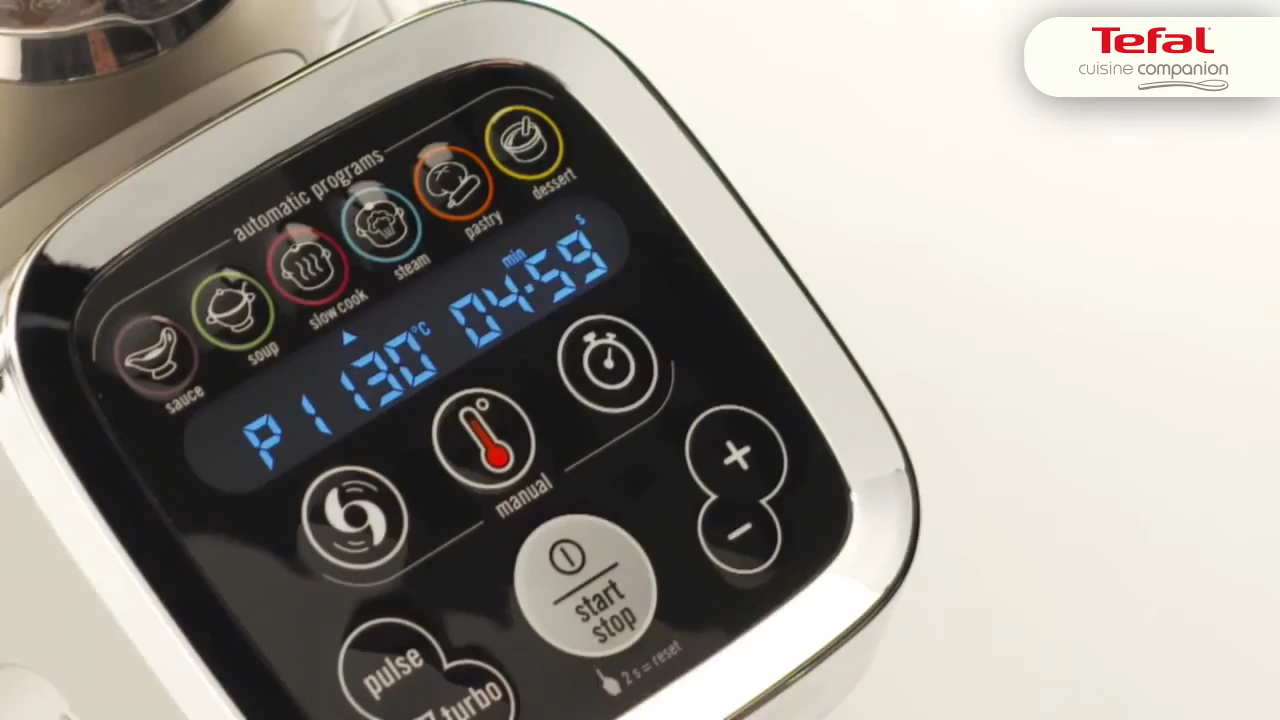 Tefal
cuisine companion
automatic programs
sauce
soup
slow cook
steam
pastry
dessert
P1 130°C 04:59
min
s
manual
+
-
start
stop
2 s = reset
pulse
turbo